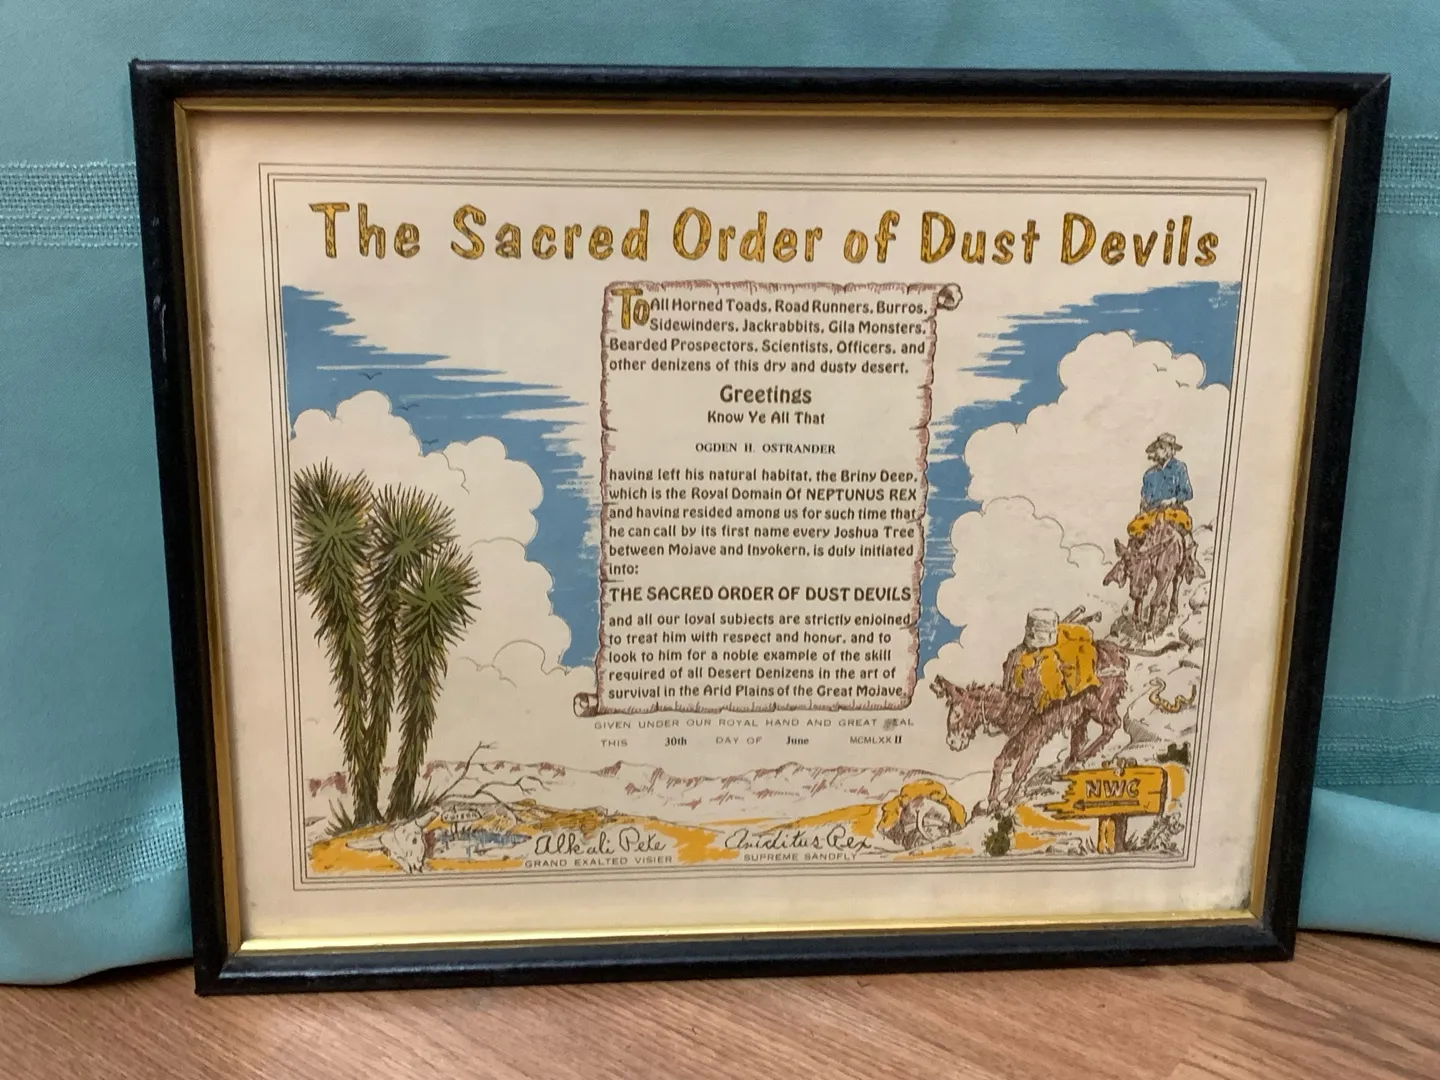 The Sacred Order of Dust Devils
To All Horned Toads, Road Runners, Burros,
Sidewinders, Jackrabbits, Gila Monsters,
Bearded Prospectors, Scientists, Officers, and
other denizens of this dry and dusty desert,
Greetings
Know Ye All That
OGDEN H. OSTRANDER
having left his natural habitat, the Briny Deep,
which is the Royal Domain Of NEPTUNUS REX
and having resided among us for such time that
he can call by its first name every Joshua Tree
between Mojave and Inyokern, is duly initiated
into:
THE SACRED ORDER OF DUST DEVILS
and all our loyal subjects are strictly enjoined
to treat him with respect and honor, and to
look to him for a noble example of the skill
required of all Desert Denizens in the art of
survival in the Arid Plains of the Great Mojave.
GIVEN UNDER OUR ROYAL HAND AND GREAT SEAL
THIS 30th DAY OF June MCMLXX II
NWC
POISON
Alkali Pete
GRAND EXALTED VISIER
Aviditus Rex
SUPREME SANDFLY